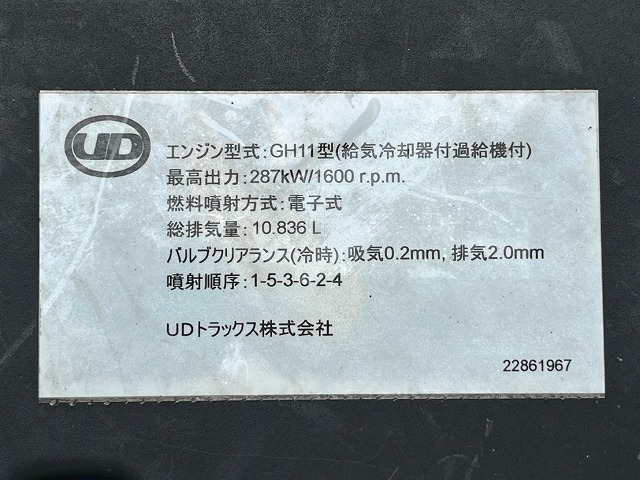 UD
エンジン型式:GH11型(給気冷却器付過給機付)
最高出力:287kW/1600 r.p.m.
燃料噴射方式:電子式
総排気量:10.836 L
バルブクリアランス(冷時):吸気0.2mm, 排気2.0mm
噴射順序:1-5-3-6-2-4
UDトラックス株式会社
22861967